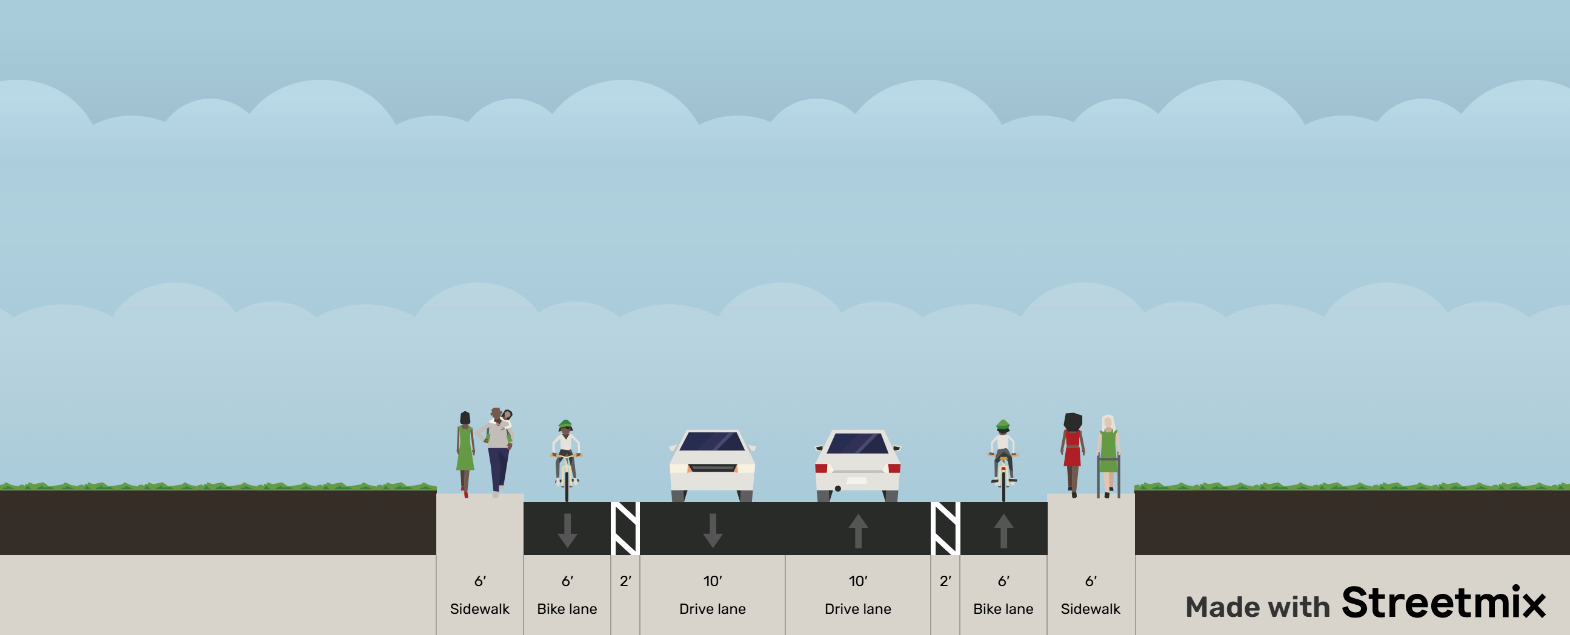 6′ 6′ 2′ 10′ 10′ 2′ 6′ 6′
Sidewalk Bike lane Drive lane Drive lane Bike lane Sidewalk
Made with Streetmix